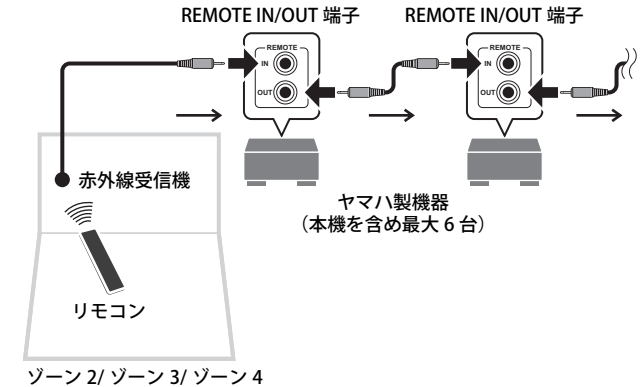 REMOTE IN/OUT 端子
REMOTE IN/OUT 端子
REMOTE
IN
OUT
REMOTE
IN
OUT
赤外線受信機
ヤマハ製機器
(本機を含め最大 6 台)
リモコン
ゾーン 2/ ゾーン 3/ ゾーン 4